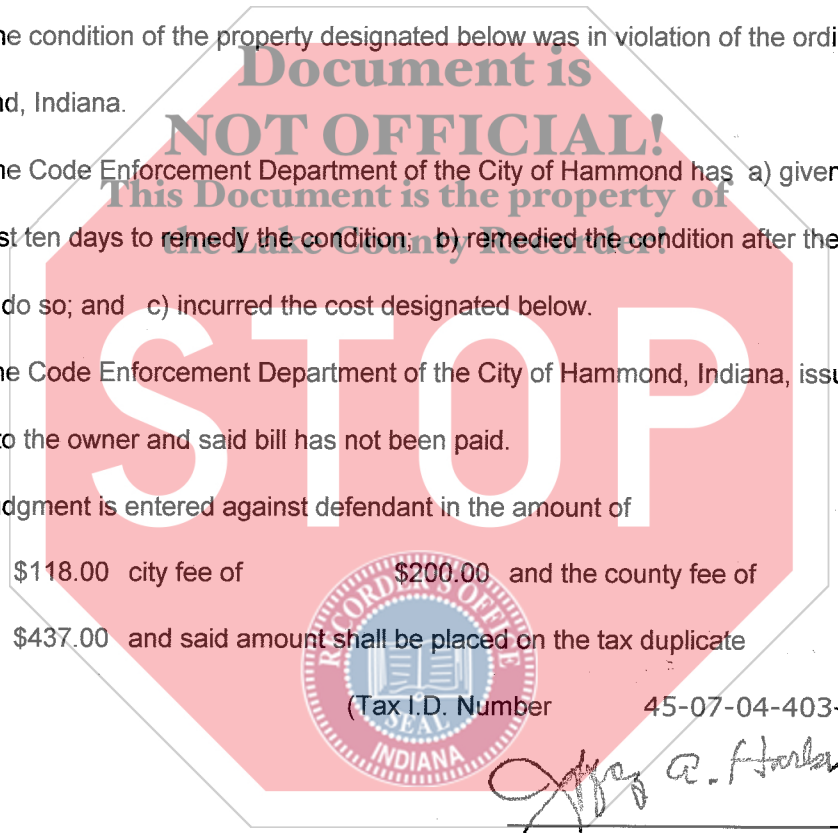 ne condition of the property designated below was in violation of the ordi
Document is
nd, Indiana.
NOT OFFICIAL!
ne Code Enforcement Department of the City of Hammond has a) given
This Document is the property of
st ten days to remedy the condition; b) remedied the condition after the
the Lake County Recorder!
do so; and c) incurred the cost designated below.
STOP
ne Code Enforcement Department of the City of Hammond, Indiana, issu
to the owner and said bill has not been paid.
dgment is entered against defendant in the amount of
$118.00 city fee of $200.00 and the county fee of
$437.00 and said amount shall be placed on the tax duplicate
RECORDER'S OFFICE
SEAL
INDIANA
(Tax I.D. Number 45-07-04-403-